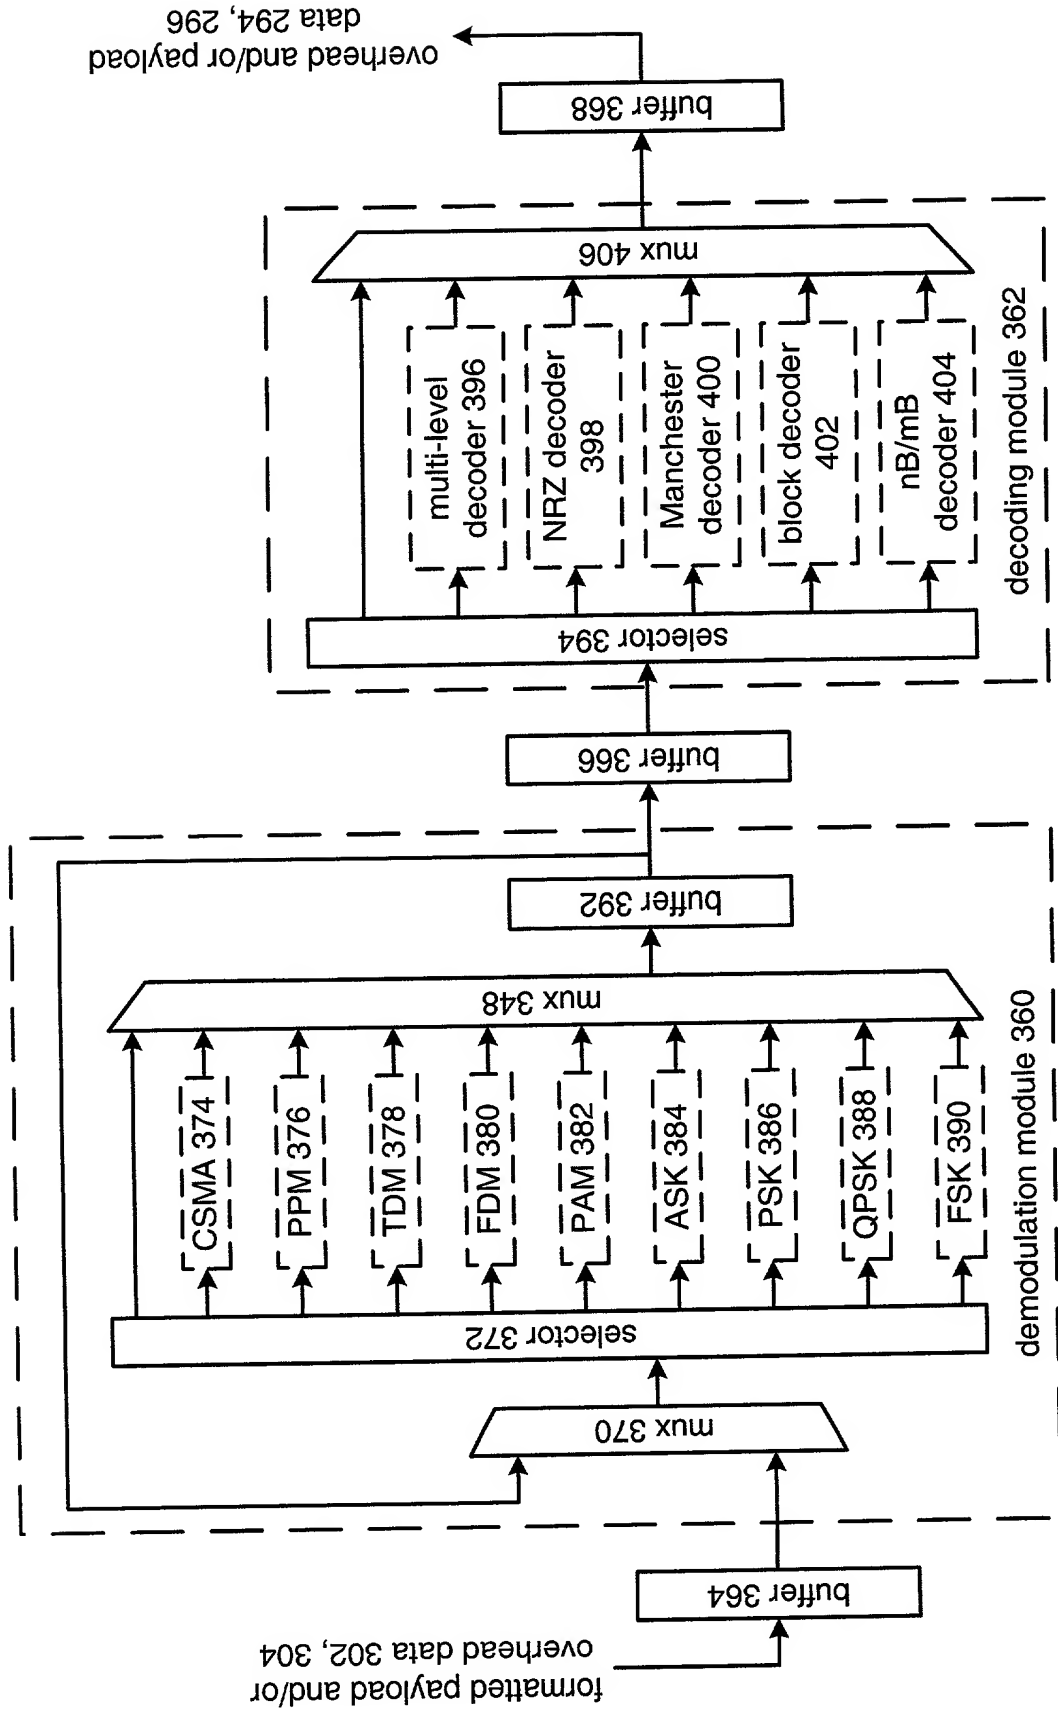 formatted payload and/or
overhead data 302, 304
buffer 364
mux 370
selector 372
CSMA 374
PPM 376
TDM 378
FDM 380
PAM 382
ASK 384
PSK 386
QPSK 388
FSK 390
mux 348
buffer 392
demodulation module 360
buffer 366
selector 394
multi-level
decoder 396
NRZ decoder
398
Manchester
decoder 400
block decoder
402
nB/mB
decoder 404
mux 406
decoding module 362
buffer 368
overhead and/or payload
data 294, 296